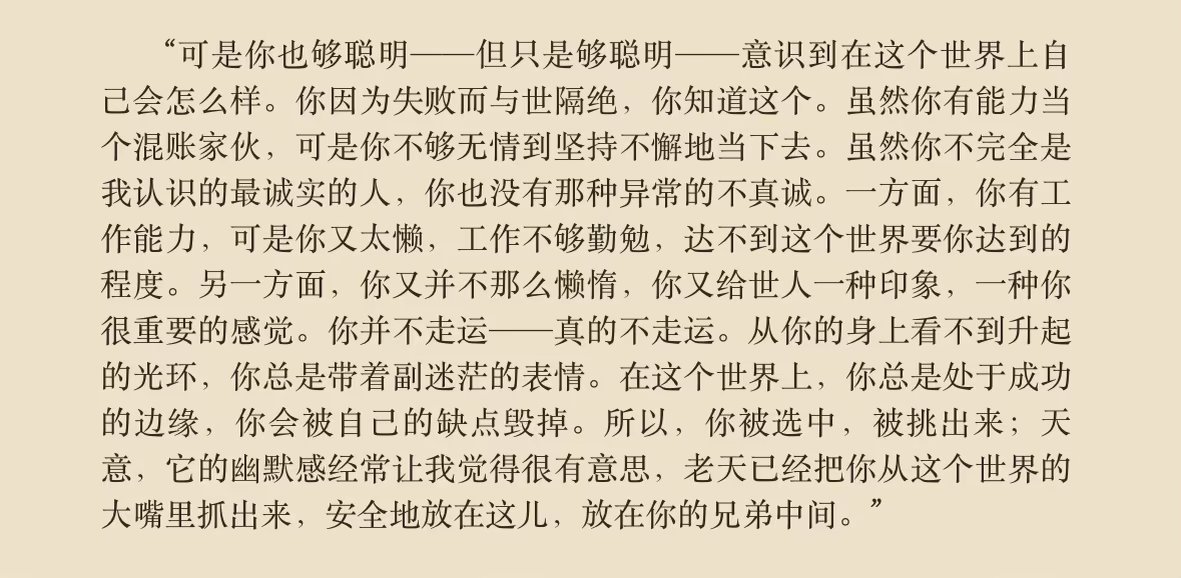 “可是你也够聪明——但只是够聪明——意识到在这个世界上自
己会怎么样。你因为失败而与世隔绝，你知道这个。虽然你有能力当
个混账家伙，可是你不够无情到坚持不懈地当下去。虽然你不完全是
我认识的最诚实的人，你也没有那种异常的不真诚。一方面，你有工
作能力，可是你又太懒，工作不够勤勉，达不到这个世界要你达到的
程度。另一方面，你又并不那么懒惰，你又给世人一种印象，一种你
很重要的感觉。你并不走运——真的不走运。从你的身上看不到升起
的光环，你总是带着副迷茫的表情。在这个世界上，你总是处于成功
的边缘，你会被自己的缺点毁掉。所以，你被选中，被挑出来；天
意，它的幽默感经常让我觉得很有意思，老天已经把你从这个世界的
大嘴里抓出来，安全地放在这儿，放在你的兄弟中间。”